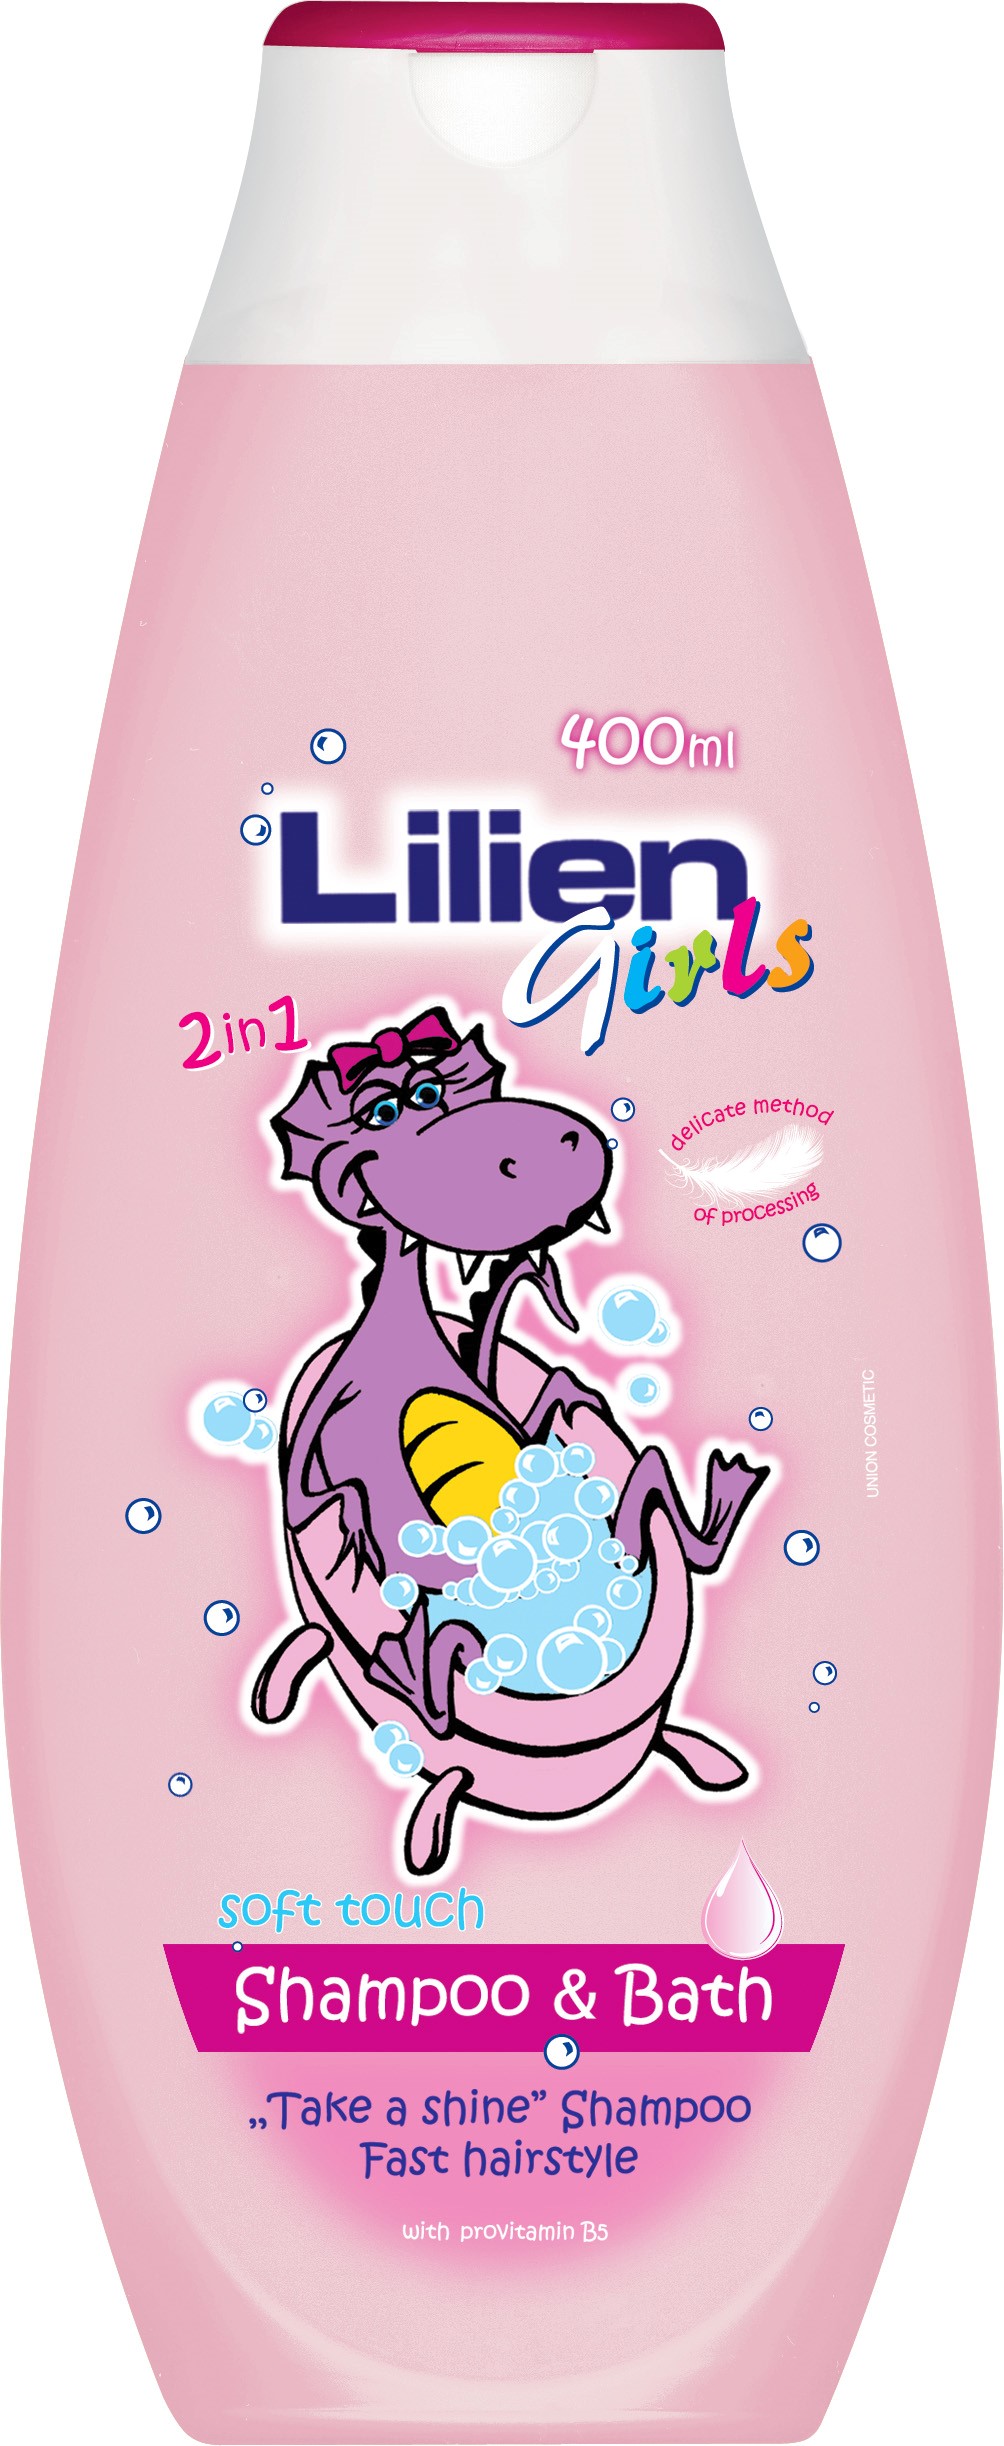 400ml
Lilien
Girls
2in1
delicate method
of processing
UNION COSMETIC
soft touch
Shampoo & Bath
„Take a shine” Shampoo
Fast hairstyle
with provitamin B5